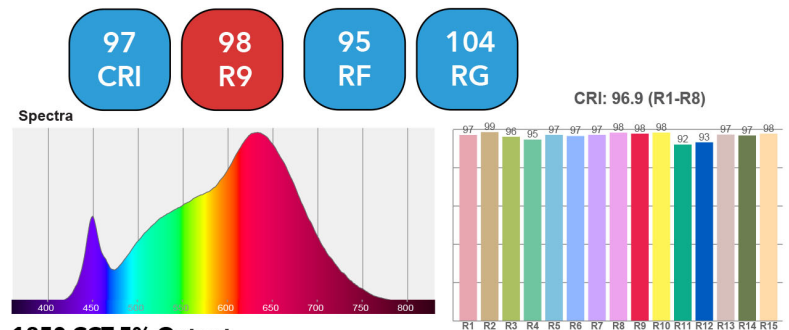 97 98 95 104
CRI R9 RF RG
CRI: 96.9 (R1-R8)
Spectra
97 99 96 95 97 97 97 98 98 98 92 93 97 97 98
400 450 500 550 600 650 700 750 800
R1 R2 R3 R4 R5 R6 R7 R8 R9 R10 R11 R12 R13 R14 R15